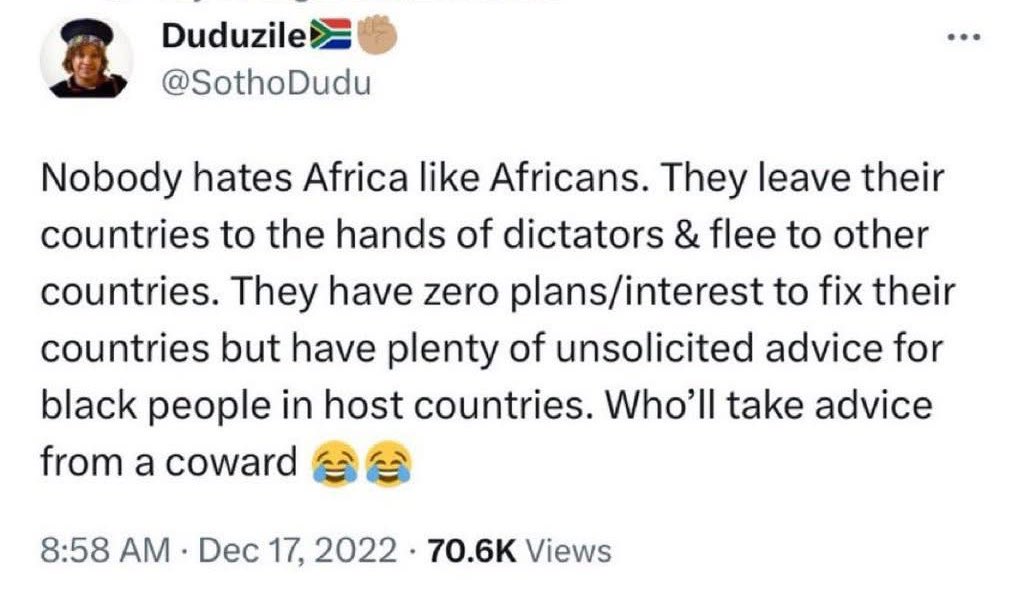 Duduzile🇿🇦✊🏽
@SothoDudu
Nobody hates Africa like Africans. They leave their
countries to the hands of dictators & flee to other
countries. They have zero plans/interest to fix their
countries but have plenty of unsolicited advice for
black people in host countries. Who’ll take advice
from a coward 😂😂
8:58 AM · Dec 17, 2022 · 70.6K Views